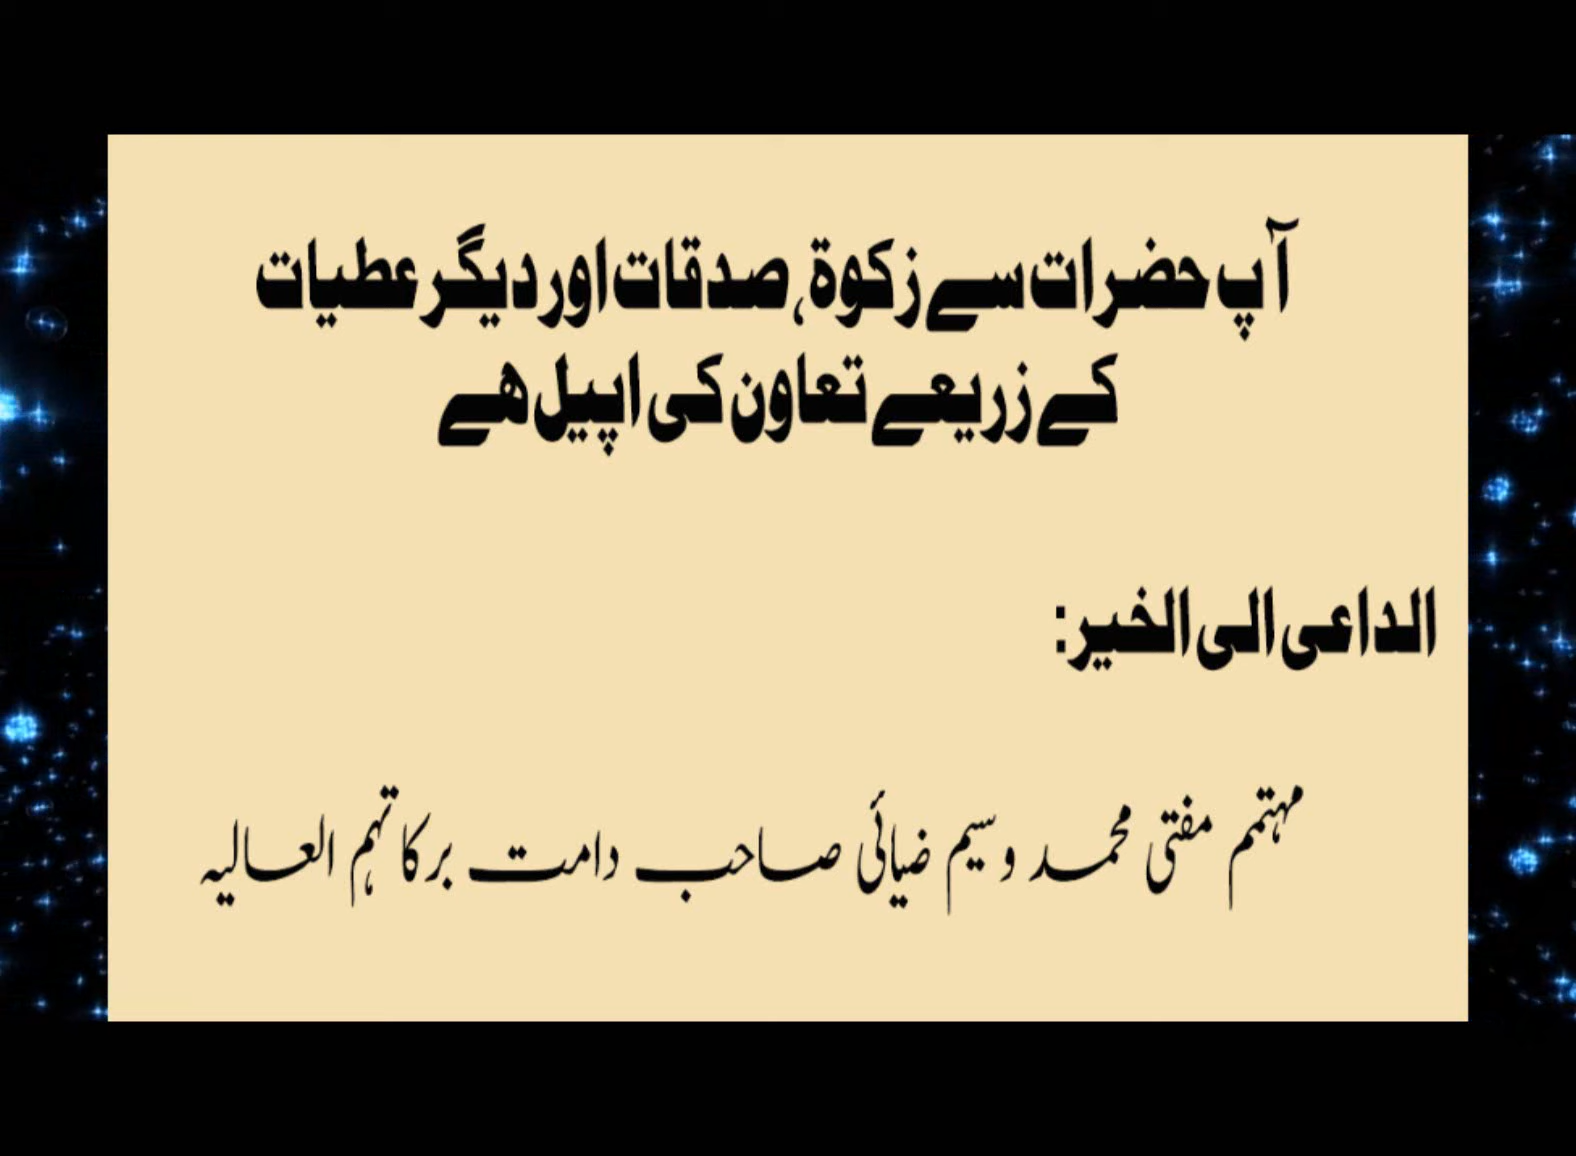 آپ حضرات سے زکوۃ، صدقات اور دیگر عطیات
کے زریعے تعاون کی اپیل ھے
الداعی الی الخیر:
مہتمم مفتی محمد وسیم ضیائی صاحب دامت برکاتہم العالیہ